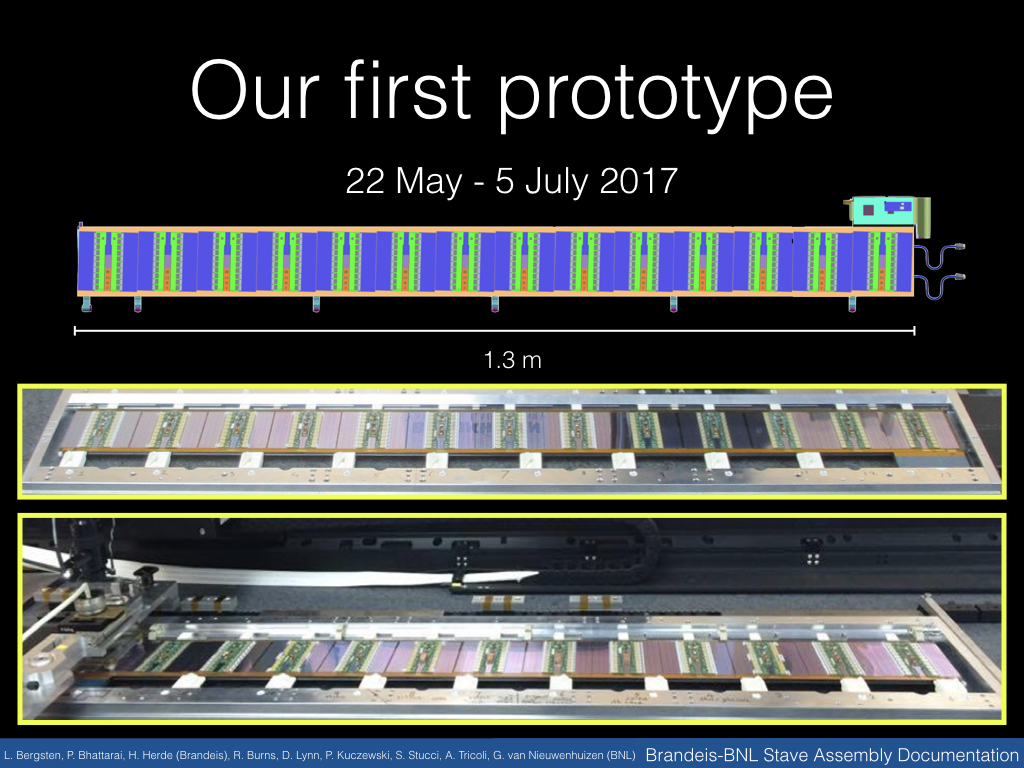 Our first prototype
22 May - 5 July 2017
1.3 m
L. Bergsten, P. Bhattarai, H. Herde (Brandeis), R. Burns, D. Lynn, P. Kuczewski, S. Stucci, A. Tricoli, G. van Nieuwenhuizen (BNL) Brandeis-BNL Stave Assembly Documentation